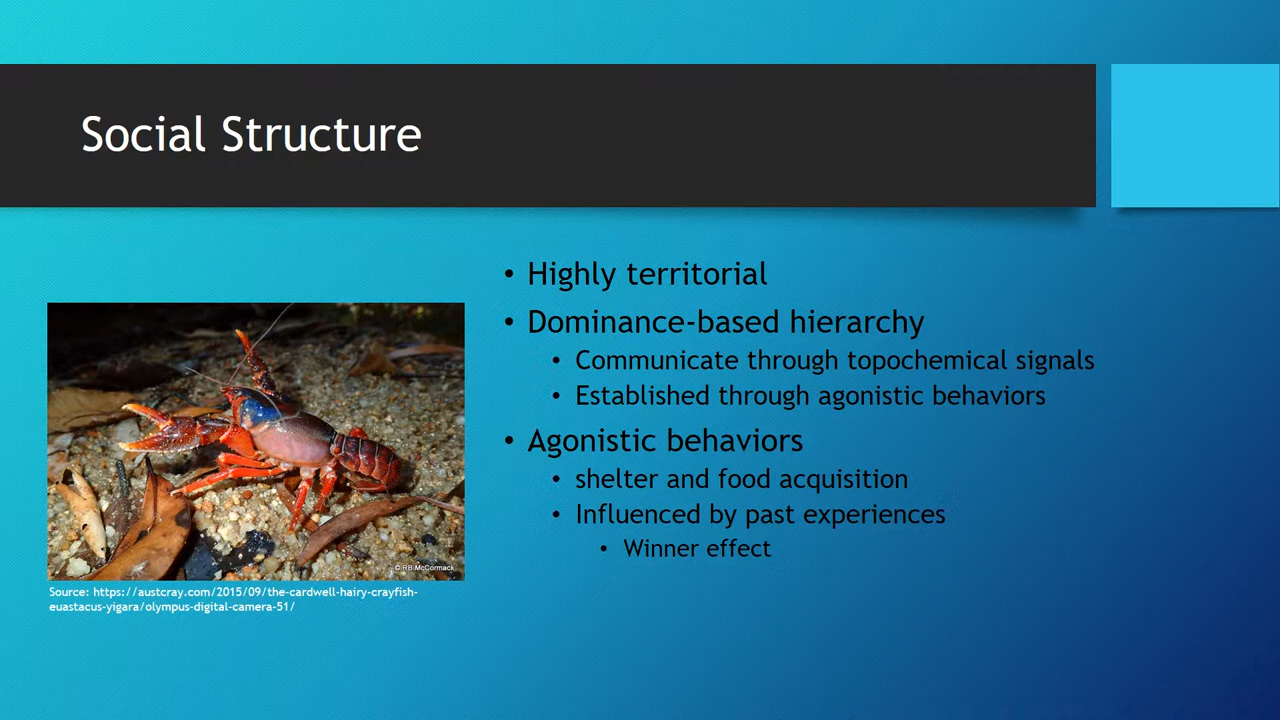 Social Structure
• Highly territorial
• Dominance-based hierarchy
• Communicate through topochemical signals
• Established through agonistic behaviors
• Agonistic behaviors
• shelter and food acquisition
• Influenced by past experiences
• Winner effect
© RB McCormack
Source: https://austcray.com/2015/09/the-cardwell-hairy-crayfish-
euastacus-yigara/olympus-digital-camera-51/